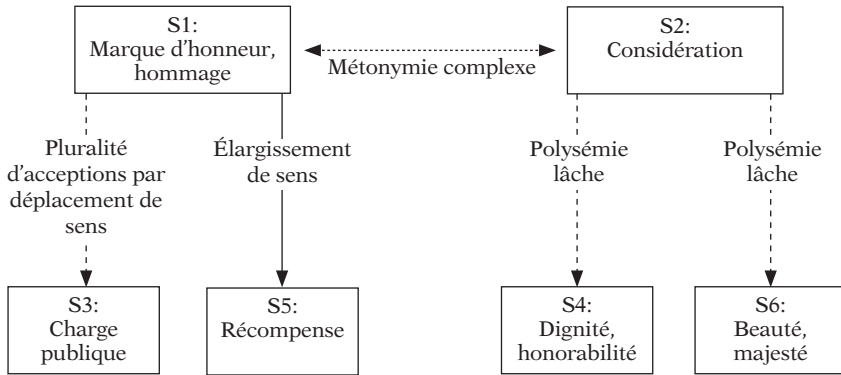 S1:
Marque d'honneur,
hommage
Métonymie complexe
S2:
Considération
Pluralité
d'acceptions par
déplacement de
sens
Élargissement
de sens
Polysémie
lâche
Polysémie
lâche
S3:
Charge
publique
S5:
Récompense
S4:
Dignité,
honorabilité
S6:
Beauté,
majesté